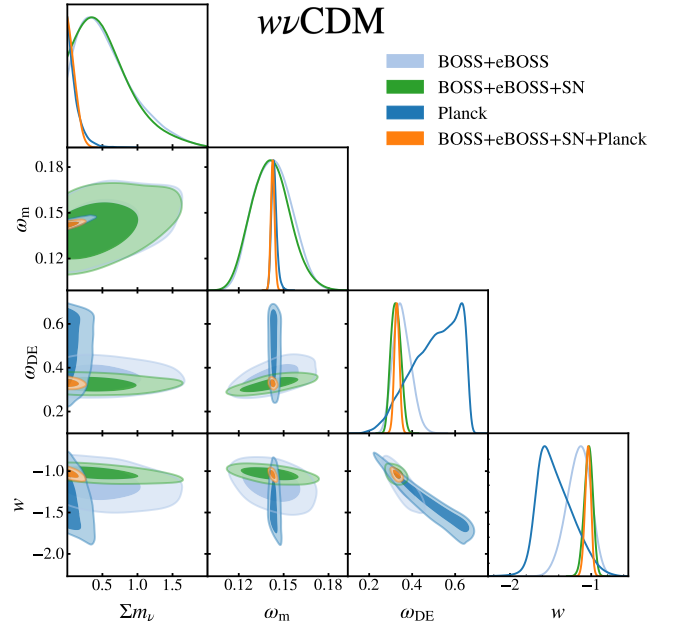 wνCDM
BOSS+eBOSS
BOSS+eBOSS+SN
Planck
BOSS+eBOSS+SN+Planck
0.18
0.15
0.12
ω_m
0.6
0.4
0.2
ω_DE
−1.0
−1.5
−2.0
w
0.5 1.0 1.5
0.12 0.15 0.18
0.2 0.4 0.6
−2 −1
Σm_ν
ω_m
ω_DE
w